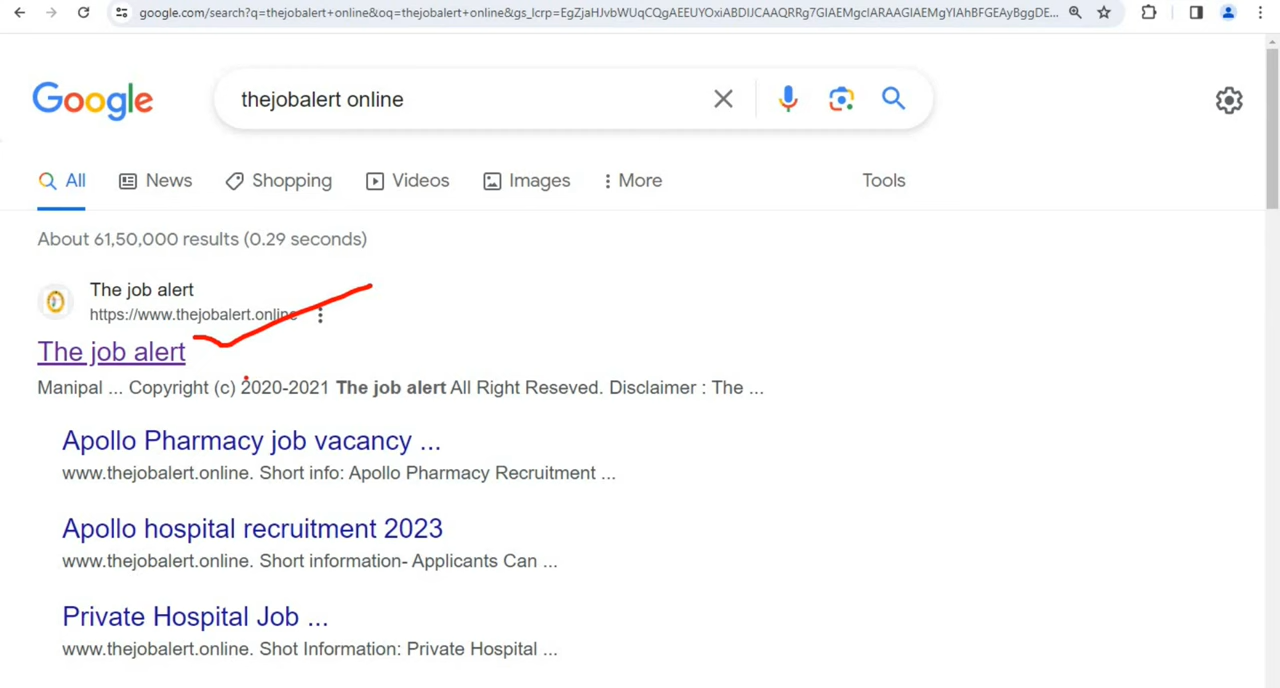 google.com/search?q=thejobalert+online&oq=thejobalert+online&gs_lcrp=EgZjaHJvbWUqCQgAEEUYOxiABDIJCAAQRRg7GIAEMgcIARAAGIAEMgYIAhBFGEAyBggDE...
Google
thejobalert online
All News Shopping Videos Images More Tools
About 61,50,000 results (0.29 seconds)
The job alert
https://www.thejobalert.online
The job alert
Manipal ... Copyright (c) 2020-2021 The job alert All Right Reseved. Disclaimer : The ...
Apollo Pharmacy job vacancy ...
www.thejobalert.online. Short info: Apollo Pharmacy Recruitment ...
Apollo hospital recruitment 2023
www.thejobalert.online. Short information- Applicants Can ...
Private Hospital Job ...
www.thejobalert.online. Shot Information: Private Hospital ...